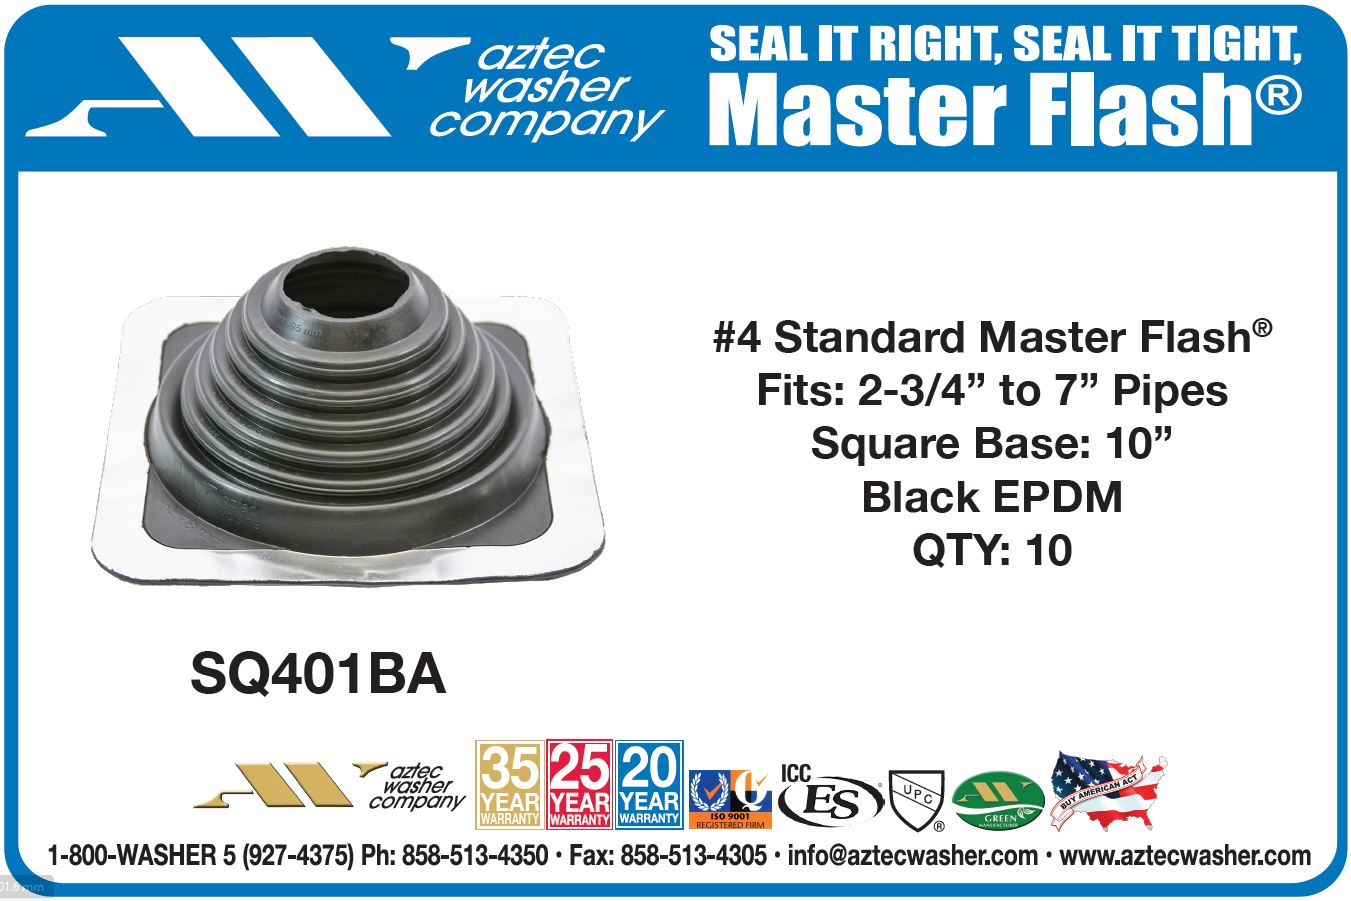 aztec
washer
company
SEAL IT RIGHT, SEAL IT TIGHT,
Master Flash®
#4 Standard Master Flash®
Fits: 2-3/4” to 7” Pipes
Square Base: 10”
Black EPDM
QTY: 10
aztec
washer
SQ401BA
aztec
washer
company
35
YEAR
WARRANTY
25
YEAR
WARRANTY
20
YEAR
WARRANTY
ISO 9001
REGISTERED FIRM
ICC
ES
UPC
®
GREEN
MANUFACTURER
BUY AMERICAN ACT
1-800-WASHER 5 (927-4375) Ph: 858-513-4350 • Fax: 858-513-4305 • info@aztecwasher.com • www.aztecwasher.com